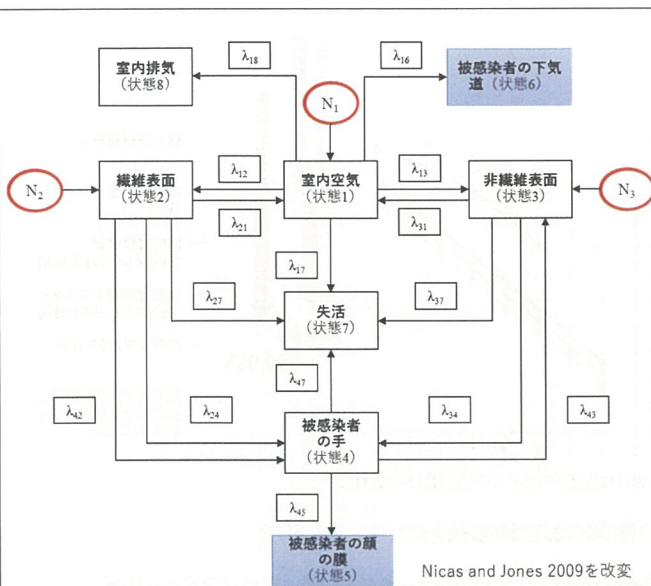 λ18
λ16
室内排気
(状態8)
被感染者の下気
道(状態6)
N1
N2
繊維表面
(状態2)
λ12
室内空気
(状態1)
λ13
非繊維表面
(状態3)
N3
λ21
λ31
λ17
λ27
失活
(状態7)
λ37
λ47
λ42
λ24
被感染者
の手
(状態4)
λ34
λ43
λ45
被感染者の顔
の膜
(状態5)
Nicas and Jones 2009を改変